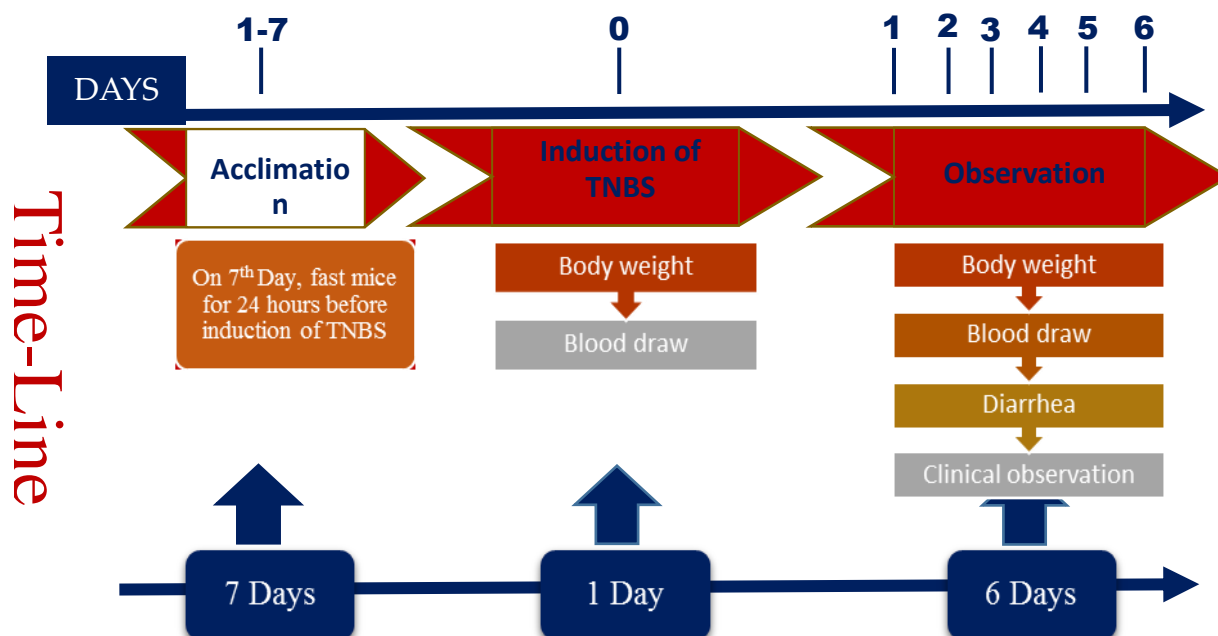 1-7
0
1
2
3
4
5
6
DAYS
Acclimatio
n
Induction of
TNBS
Observation
Time-Line
On 7th Day, fast mice
for 24 hours before
induction of TNBS
Body weight
Blood draw
Body weight
Blood draw
Diarrhea
Clinical observation
7 Days
1 Day
6 Days